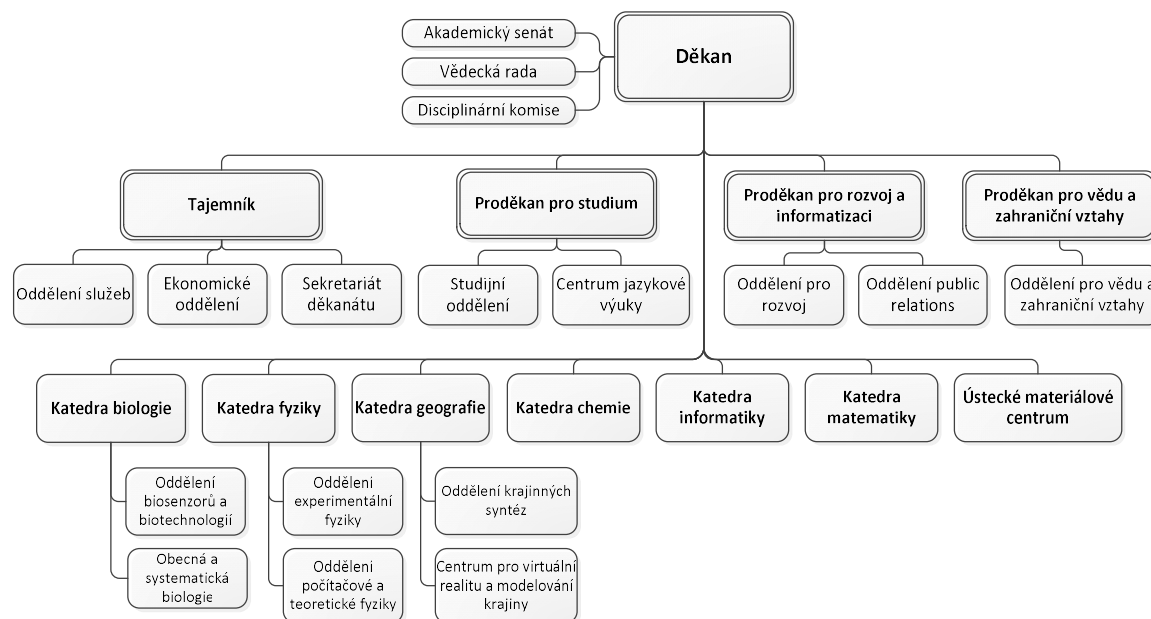 Akademický senát
Vědecká rada
Disciplinární komise
Děkan
Tajemník
Proděkan pro studium
Proděkan pro rozvoj a
informatizaci
Proděkan pro vědu a
zahraniční vztahy
Oddělení služeb
Ekonomické
oddělení
Sekretariát
děkanátu
Studijní
oddělení
Centrum jazykové
výuky
Oddělení pro
rozvoj
Oddělení public
relations
Oddělení pro vědu a
zahraniční vztahy
Katedra biologie
Katedra fyziky
Katedra geografie
Katedra chemie
Katedra
informatiky
Katedra
matematiky
Ústecké materiálové
centrum
Oddělení
biosenzorů a
biotechnologií
Obecná a
systematická
biologie
Odděleni
experimentální
fyziky
Odděleni
počítačové a
teoretické fyziky
Oddělení krajinných
syntéz
Centrum pro virtuální
realitu a modelování
krajiny